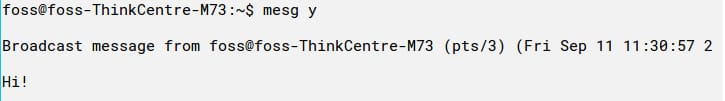 foss@foss-ThinkCentre-M73:~$ mesg y
Broadcast message from foss@foss-ThinkCentre-M73 (pts/3) (Fri Sep 11 11:30:57 2
Hi!